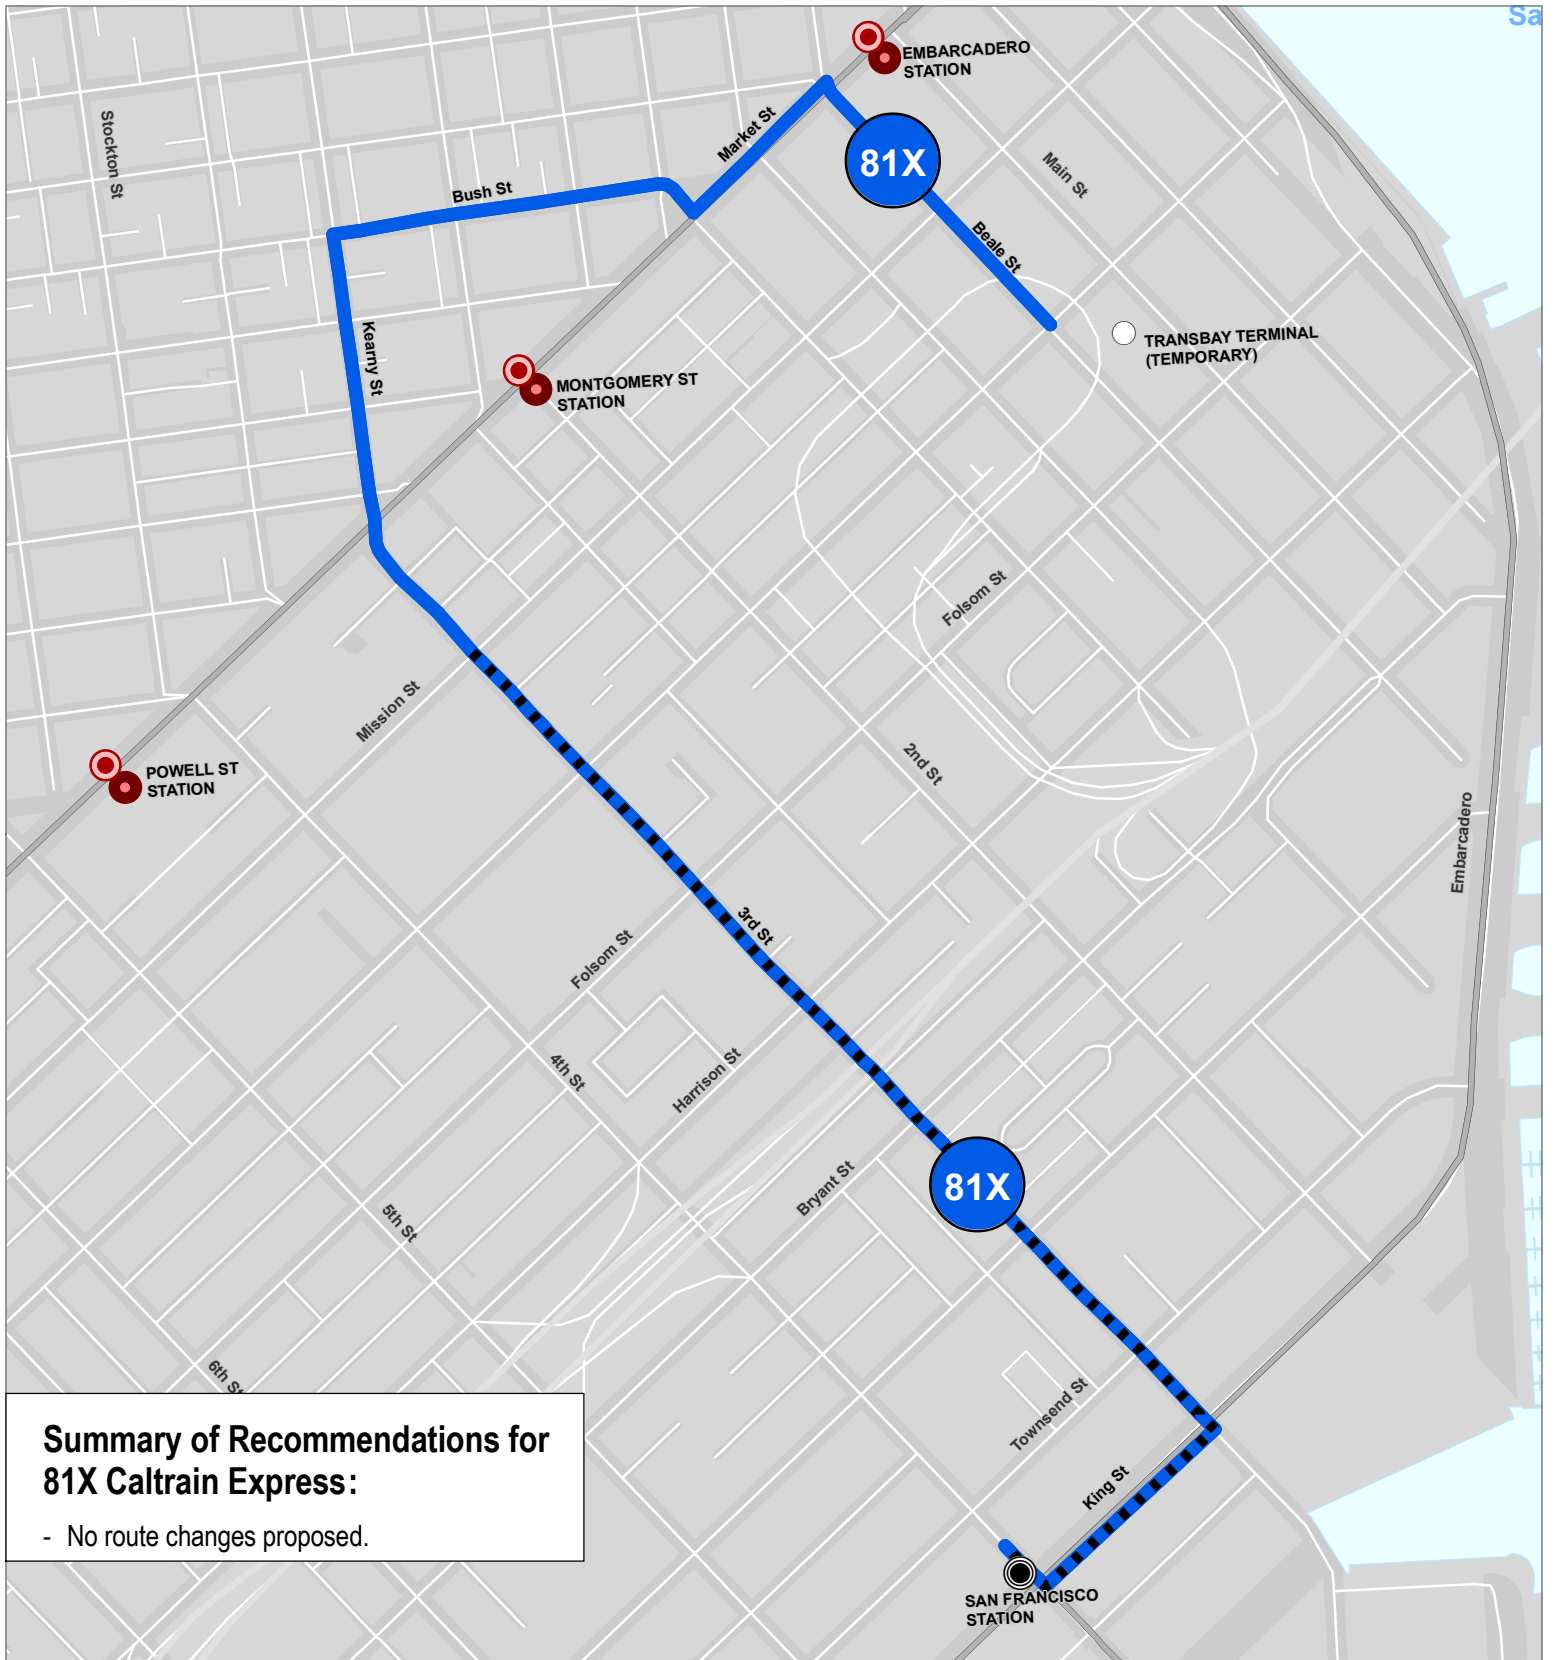 Sa
EMBARCADERO
STATION
Stockton St
Market St
81X
Main St
Bush St
Beale St
Kearny St
TRANSBAY TERMINAL
(TEMPORARY)
MONTGOMERY ST
STATION
Folsom St
Mission St
2nd St
POWELL ST
STATION
Embarcadero
3rd St
Folsom St
4th St
Harrison St
Bryant St
81X
5th St
6th St
Townsend St
Summary of Recommendations for
81X Caltrain Express:
- No route changes proposed.
King St
SAN FRANCISCO
STATION